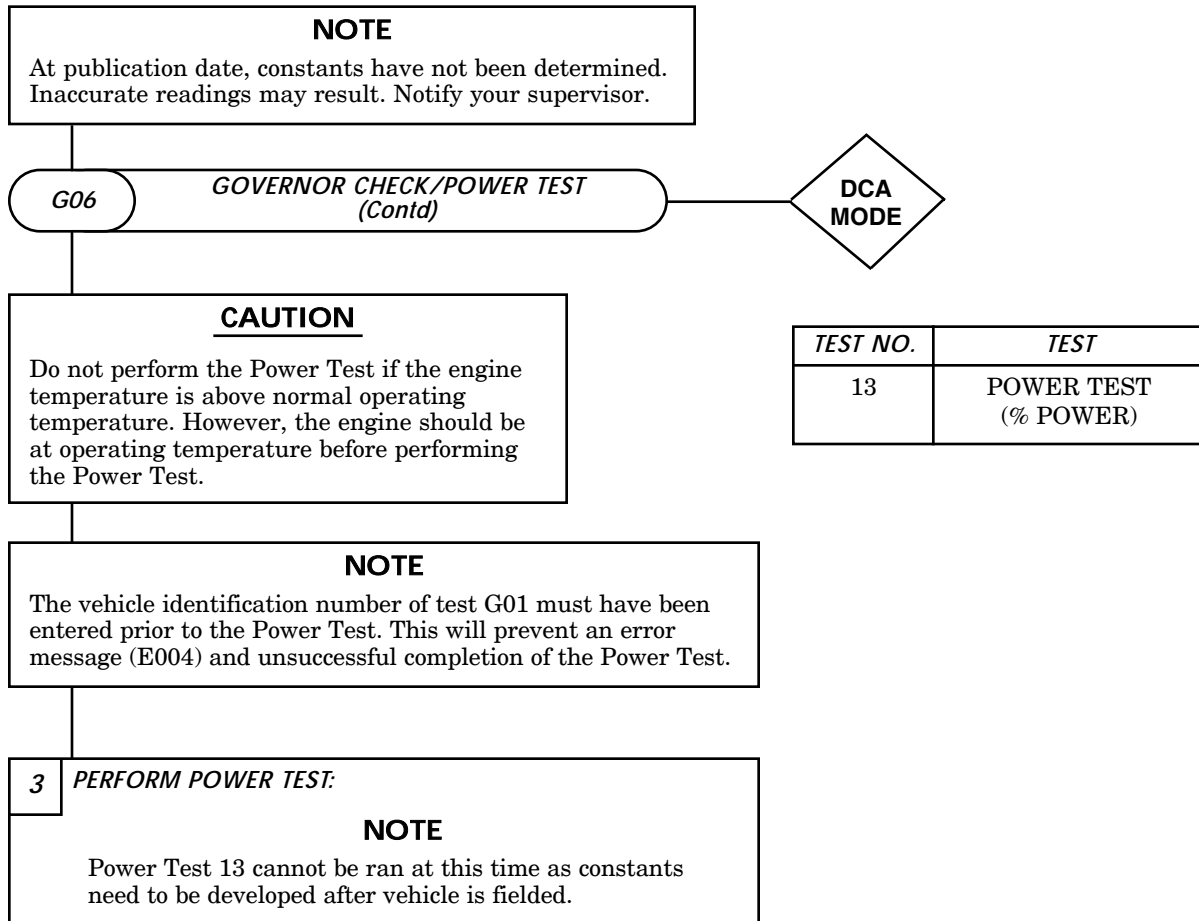 NOTE
At publication date, constants have not been determined.
Inaccurate readings may result. Notify your supervisor.
G06
GOVERNOR CHECK/POWER TEST
(Contd)
DCA
MODE
CAUTION
Do not perform the Power Test if the engine
temperature is above normal operating
temperature. However, the engine should be
at operating temperature before performing
the Power Test.
TEST NO. TEST
13 POWER TEST
(% POWER)
NOTE
The vehicle identification number of test G01 must have been
entered prior to the Power Test. This will prevent an error
message (E004) and unsuccessful completion of the Power Test.
3 PERFORM POWER TEST:
NOTE
Power Test 13 cannot be ran at this time as constants
need to be developed after vehicle is fielded.